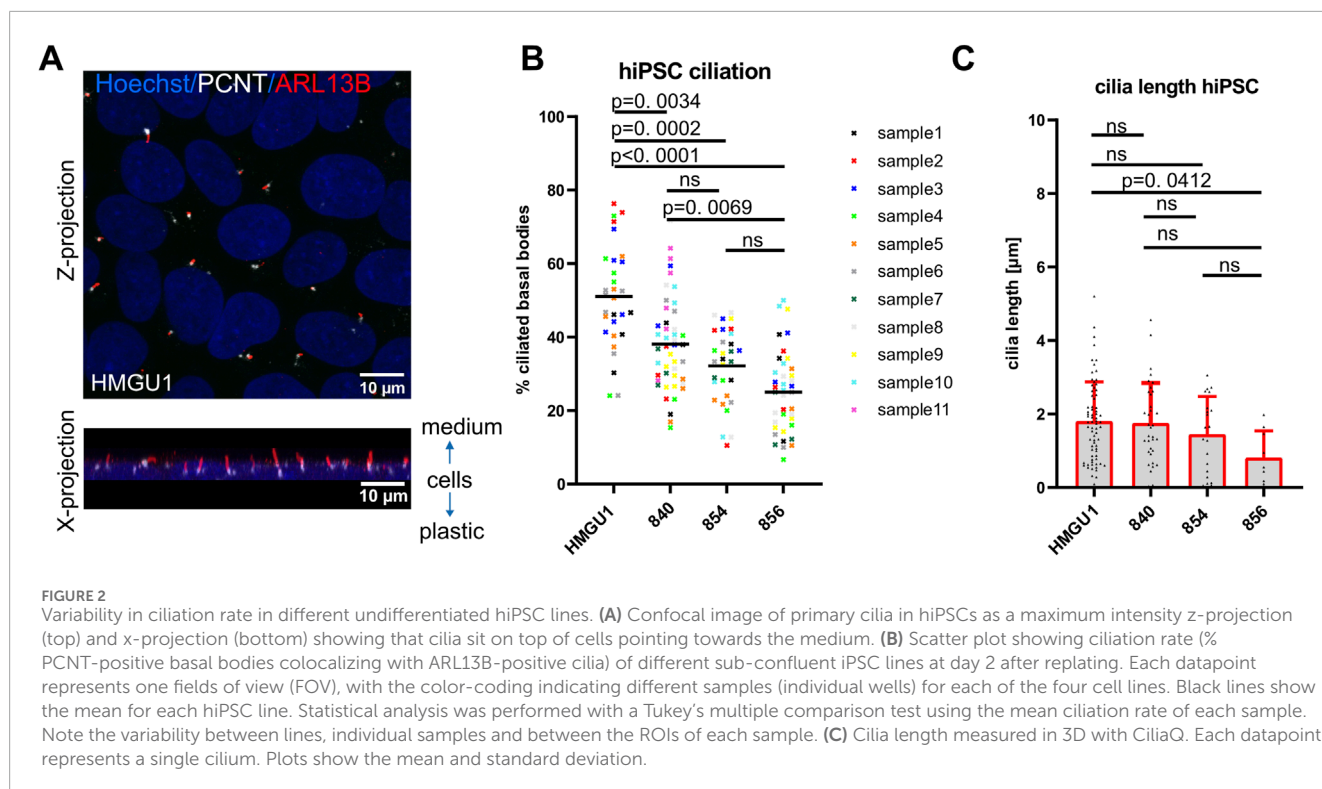 A
Hoechst/PCNT/ARL13B
Z-projection
HMGU1
10 µm
X-projection
10 µm
medium
cells
plastic
B
hiPSC ciliation
p=0. 0034
p=0. 0002
p<0. 0001
ns
p=0. 0069
ns
% ciliated basal bodies
100
80
60
40
20
0
HMGU1
840
854
856
sample1
sample2
sample3
sample4
sample5
sample6
sample7
sample8
sample9
sample10
sample11
C
cilia length hiPSC
ns
ns
p=0. 0412
ns
ns
ns
cilia length [µm]
10
8
6
4
2
0
HMGU1
840
854
856
FIGURE 2
Variability in ciliation rate in different undifferentiated hiPSC lines. (A) Confocal image of primary cilia in hiPSCs as a maximum intensity z-projection
(top) and x-projection (bottom) showing that cilia sit on top of cells pointing towards the medium. (B) Scatter plot showing ciliation rate (%
PCNT-positive basal bodies colocalizing with ARL13B-positive cilia) of different sub-confluent iPSC lines at day 2 after replating. Each datapoint
represents one fields of view (FOV), with the color-coding indicating different samples (individual wells) for each of the four cell lines. Black lines show
the mean for each hiPSC line. Statistical analysis was performed with a Tukey's multiple comparison test using the mean ciliation rate of each sample.
Note the variability between lines, individual samples and between the ROIs of each sample. (C) Cilia length measured in 3D with CiliaQ. Each datapoint
represents a single cilium. Plots show the mean and standard deviation.